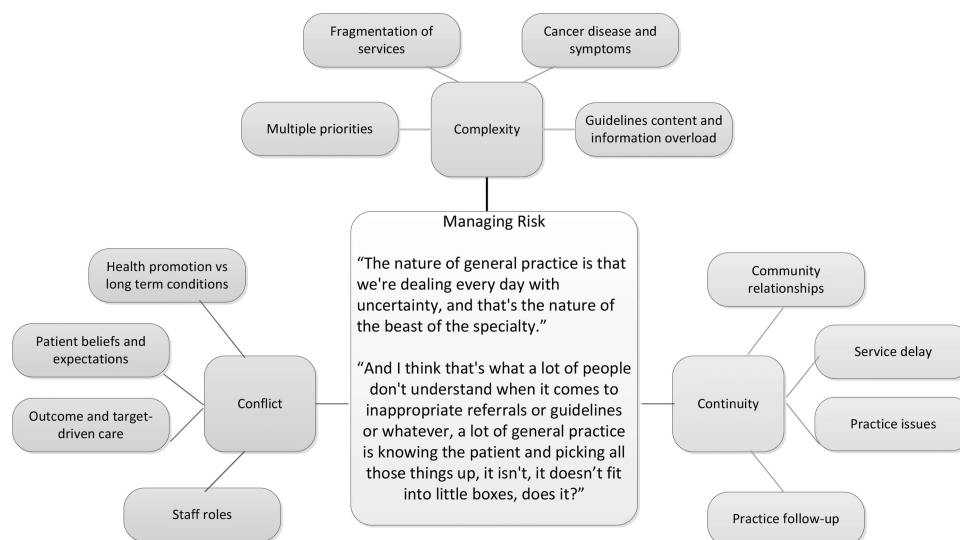 Fragmentation of
services
Cancer disease and
symptoms
Multiple priorities
Complexity
Guidelines content and
information overload
Managing Risk
“The nature of general practice is that
we're dealing every day with
uncertainty, and that's the nature of
the beast of the specialty.”
“And I think that's what a lot of people
don't understand when it comes to
inappropriate referrals or guidelines
or whatever, a lot of general practice
is knowing the patient and picking all
those things up, it isn't, it doesn’t fit
into little boxes, does it?”
Health promotion vs
long term conditions
Patient beliefs and
expectations
Outcome and target-
driven care
Conflict
Staff roles
Community
relationships
Service delay
Continuity
Practice issues
Practice follow-up